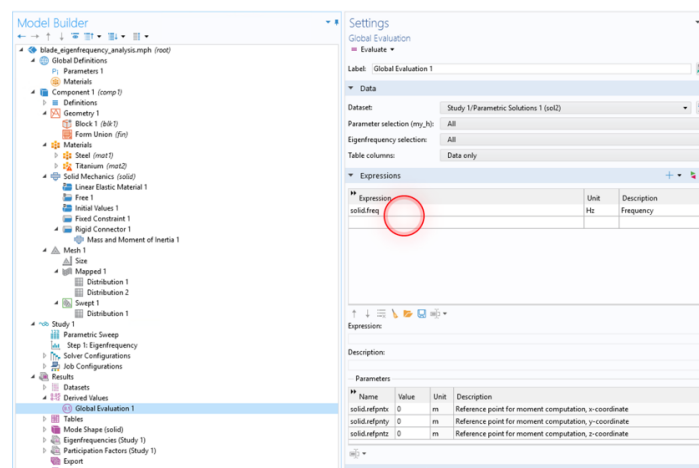 Model Builder
blade_eigenfrequency_analysis.mph (root)
Global Definitions
Pi Parameters 1
Materials
Component 1 (comp1)
Definitions
Geometry 1
Block 1 (blk1)
Form Union (fin)
Materials
Steel (mat1)
Titanium (mat2)
Solid Mechanics (solid)
Linear Elastic Material 1
Free 1
Initial Values 1
Fixed Constraint 1
Rigid Connector 1
Mass and Moment of Inertia 1
Mesh 1
Size
Mapped 1
Distribution 1
Distribution 2
Swept 1
Distribution 1
Study 1
Parametric Sweep
Step 1: Eigenfrequency
Solver Configurations
Job Configurations
Results
Datasets
Derived Values
Global Evaluation 1
Tables
Mode Shape (solid)
Eigenfrequencies (Study 1)
Participation Factors (Study 1)
Export
Settings
Global Evaluation
= Evaluate
Label: Global Evaluation 1
Data
Dataset: Study 1/Parametric Solutions 1 (sol2)
Parameter selection (my_h): All
Eigenfrequency selection: All
Table columns: Data only
Expressions
Expression Unit Description
solid.freq Hz Frequency
Expression:
Description:
Parameters
Name Value Unit Description
solid.refpntx 0 m Reference point for moment computation, x-coordinate
solid.refpnty 0 m Reference point for moment computation, y-coordinate
solid.refpntz 0 m Reference point for moment computation, z-coordinate